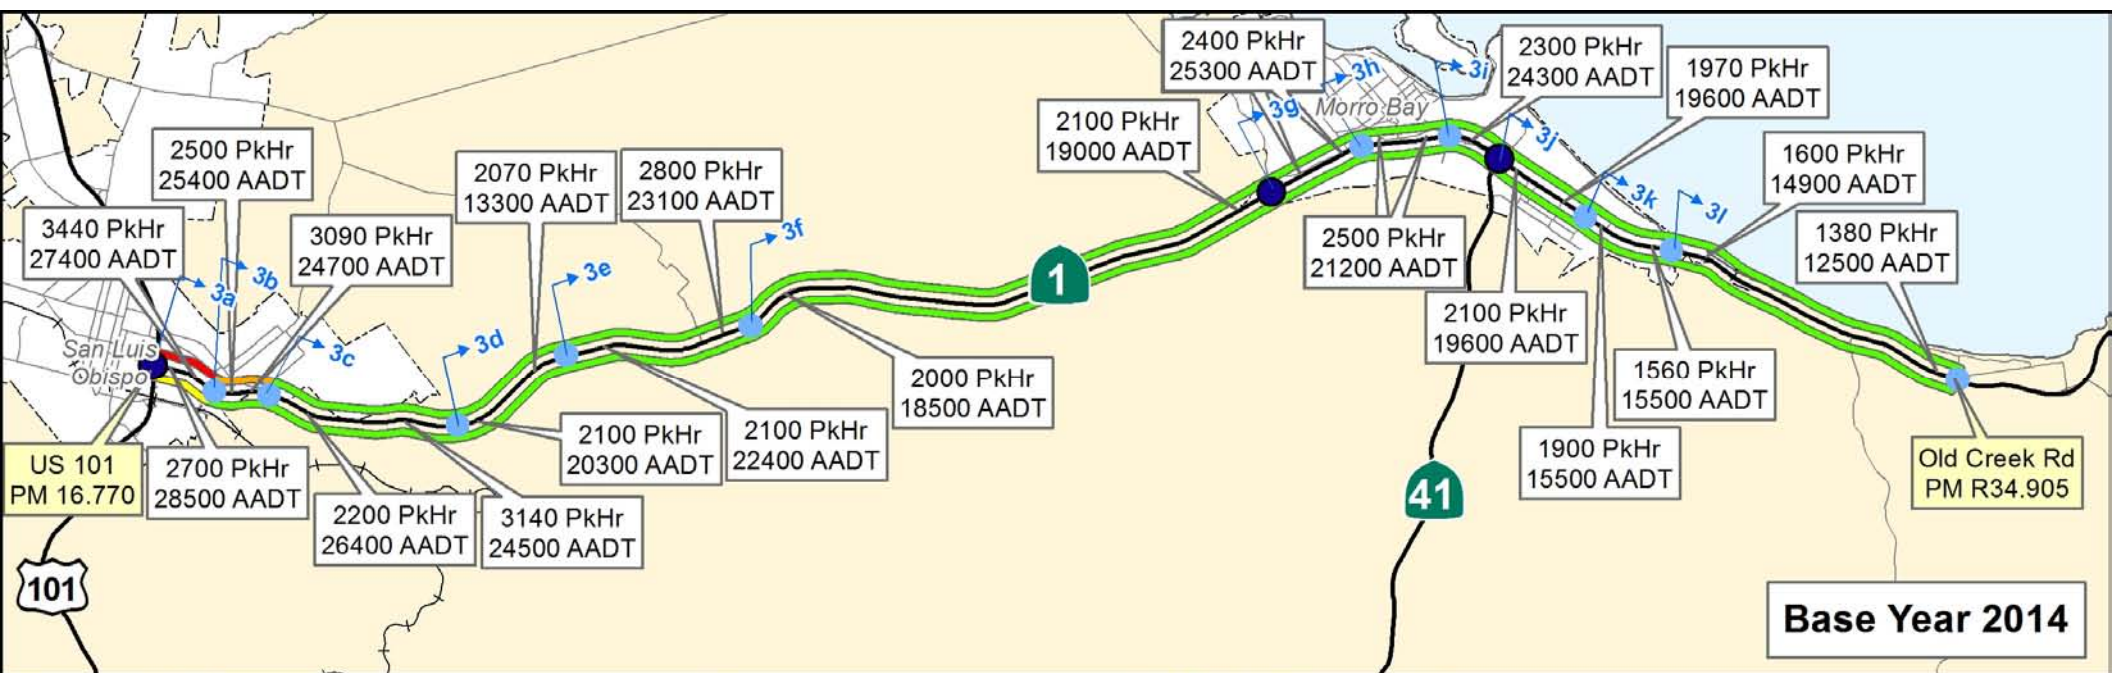 2500 PkHr
25400 AADT
3440 PkHr
27400 AADT
3090 PkHr
24700 AADT
2070 PkHr
13300 AADT
2800 PkHr
23100 AADT
2100 PkHr
19000 AADT
2400 PkHr
25300 AADT
2300 PkHr
24300 AADT
1970 PkHr
19600 AADT
1600 PkHr
14900 AADT
1380 PkHr
12500 AADT
3a
3b
3c
3d
3e
3f
3g
3h
3i
3j
3k
3l
Morro Bay
San Luis
Obispo
1
US 101
PM 16.770
2700 PkHr
28500 AADT
2200 PkHr
26400 AADT
3140 PkHr
24500 AADT
2100 PkHr
20300 AADT
2100 PkHr
22400 AADT
2000 PkHr
18500 AADT
2500 PkHr
21200 AADT
2100 PkHr
19600 AADT
1900 PkHr
15500 AADT
1560 PkHr
15500 AADT
Old Creek Rd
PM R34.905
101
41
Base Year 2014